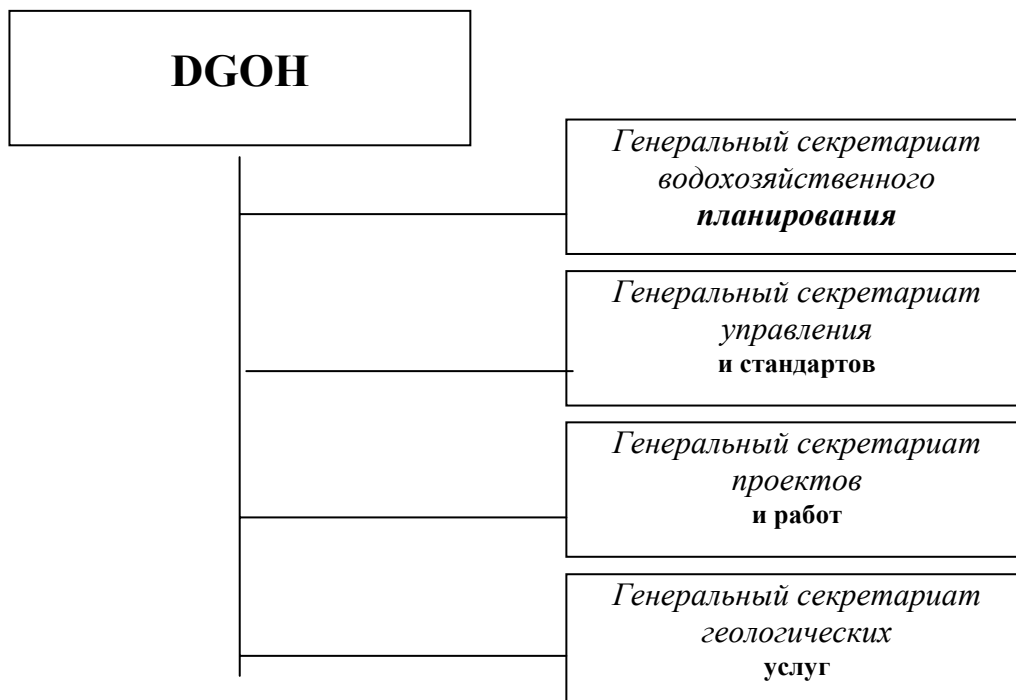 DGOH
Генеральный секретариат
водохозяйственного
планирования
Генеральный секретариат
управления
и стандартов
Генеральный секретариат
проектов
и работ
Генеральный секретариат
геологических
услуг